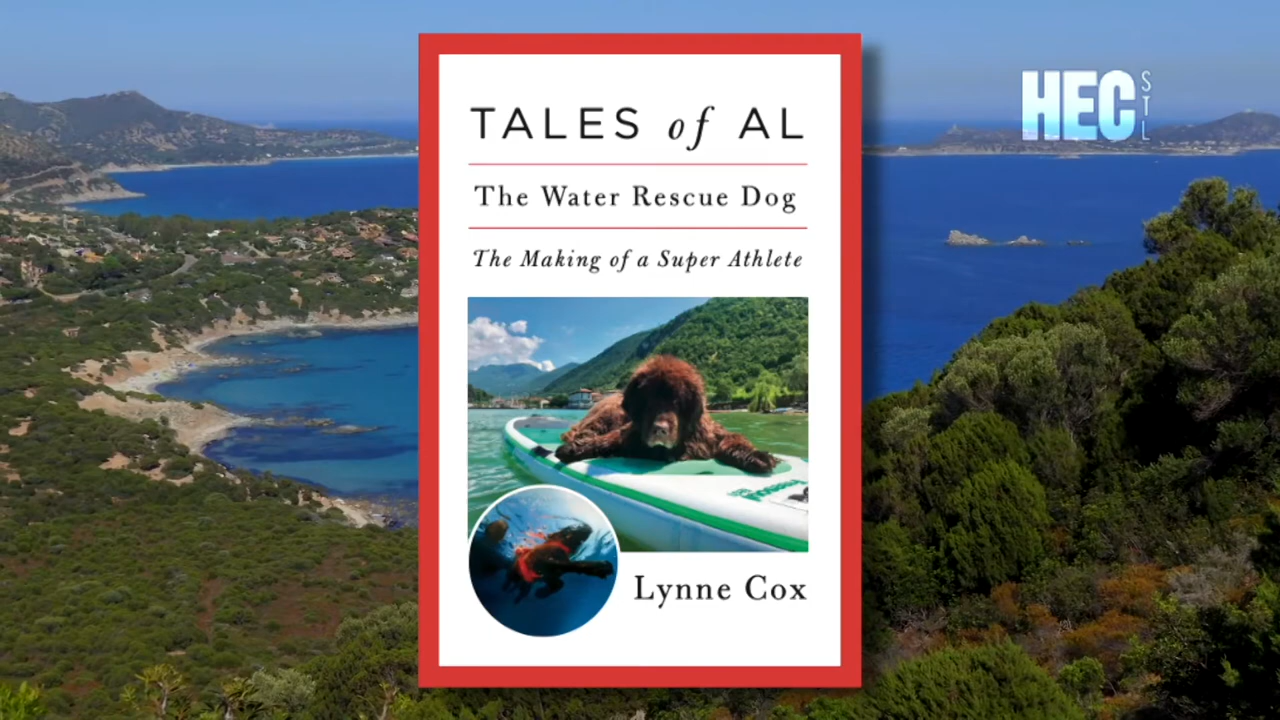 HEC
STL
TALES of AL
The Water Rescue Dog
The Making of a Super Athlete
Lynne Cox